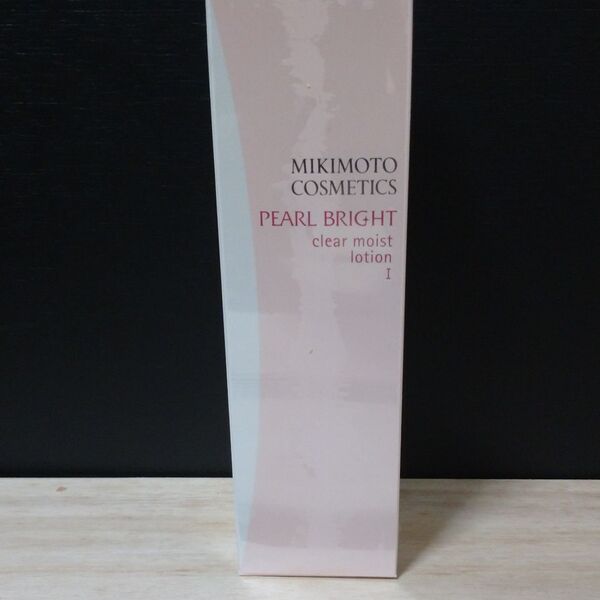 MIKIMOTO
COSMETICS
PEARL BRIGHT
clear moist
lotion
I